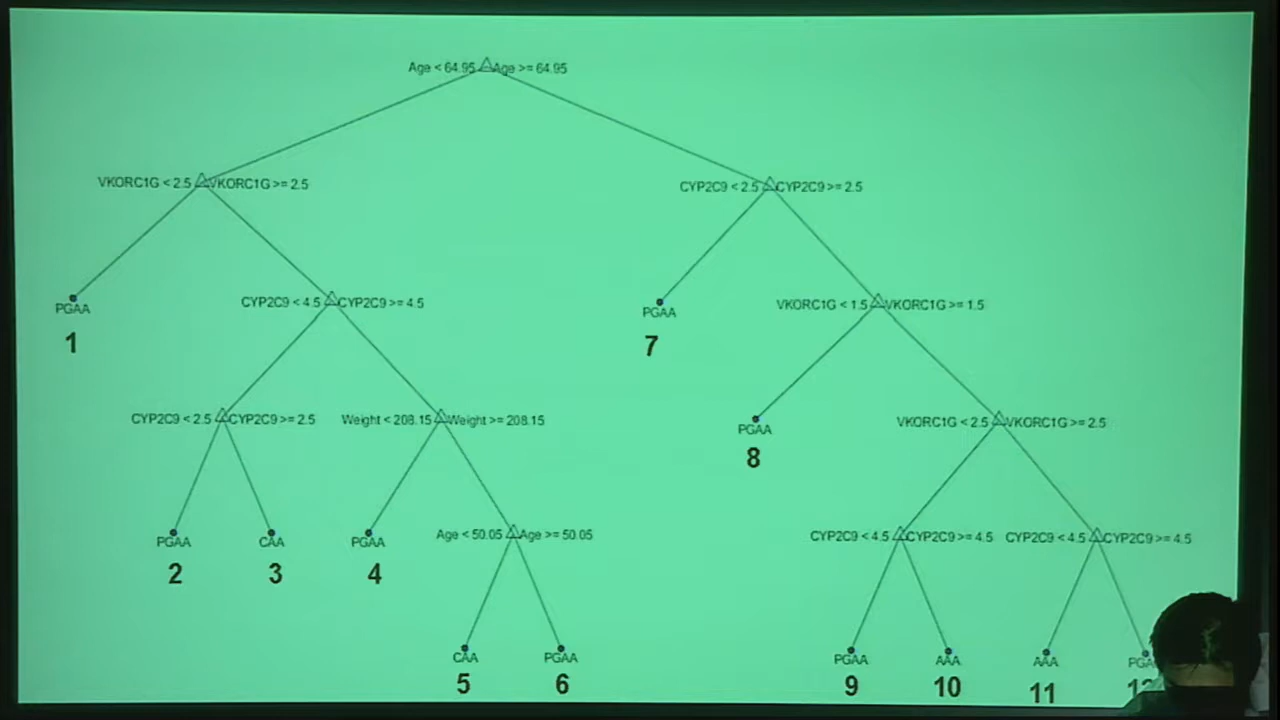 Age < 64.95 Age >= 64.95
VKORC1G < 2.5 VKORC1G >= 2.5
CYP2C9 < 2.5 CYP2C9 >= 2.5
PGAA
1
CYP2C9 < 4.5 CYP2C9 >= 4.5
PGAA
7
VKORC1G < 1.5 VKORC1G >= 1.5
CYP2C9 < 2.5 CYP2C9 >= 2.5
Weight < 208.15 Weight >= 208.15
PGAA
8
VKORC1G < 2.5 VKORC1G >= 2.5
PGAA
2
CAA
3
PGAA
4
Age < 50.05 Age >= 50.05
CYP2C9 < 4.5 CYP2C9 >= 4.5
CYP2C9 < 4.5 CYP2C9 >= 4.5
CAA
5
PGAA
6
PGAA
9
AAA
10
AAA
11